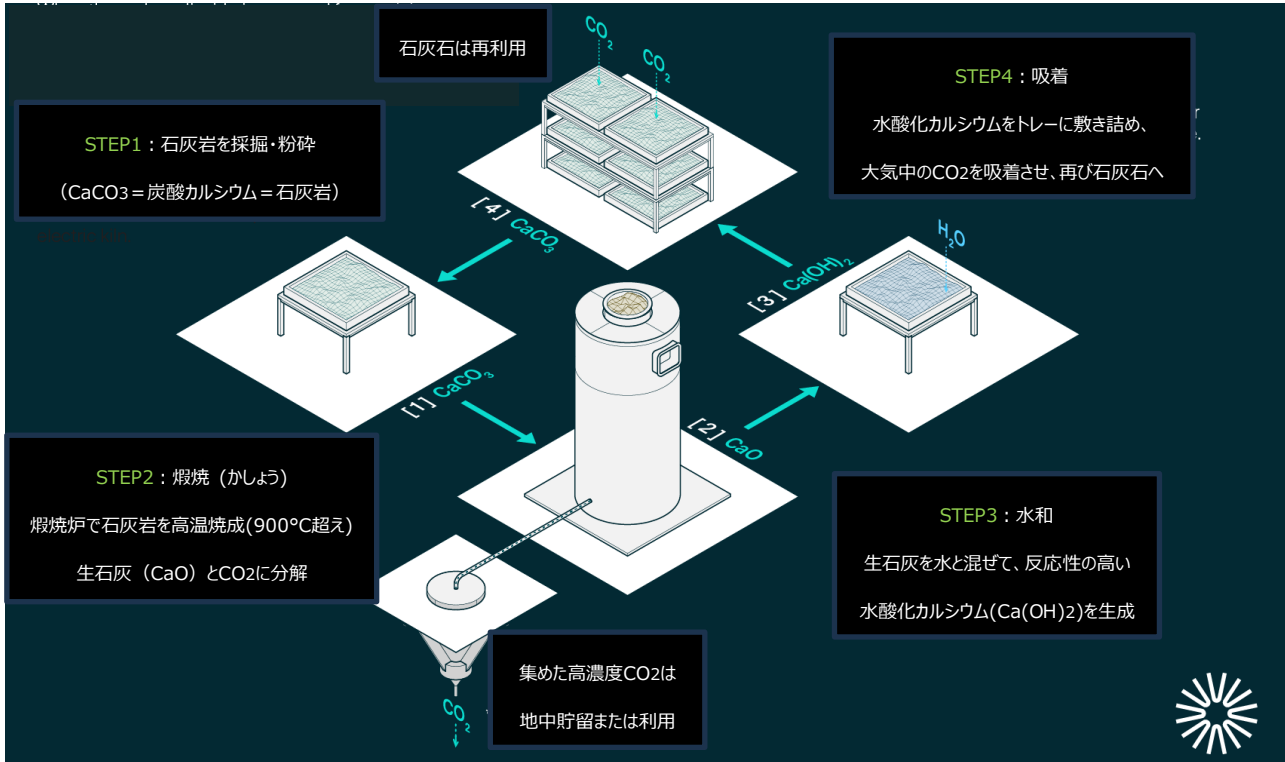 石灰石は再利用
CO₂
CO₂
STEP1：石灰岩を採掘・粉砕
（CaCO3＝炭酸カルシウム＝石灰岩）
STEP4：吸着
水酸化カルシウムをトレーに敷き詰め、
大気中のCO2を吸着させ、再び石灰石へ
[4] CaCO₃
H₂O
[3] Ca(OH)₂
[1] CaCO₃
[2] CaO
STEP2：煆焼 (かしょう)
煆焼炉で石灰岩を高温焼成(900°C超え)
生石灰（CaO）とCO2に分解
STEP3：水和
生石灰を水と混ぜて、反応性の高い
水酸化カルシウム(Ca(OH)2)を生成
集めた高濃度CO2は
地中貯留または利用
CO₂